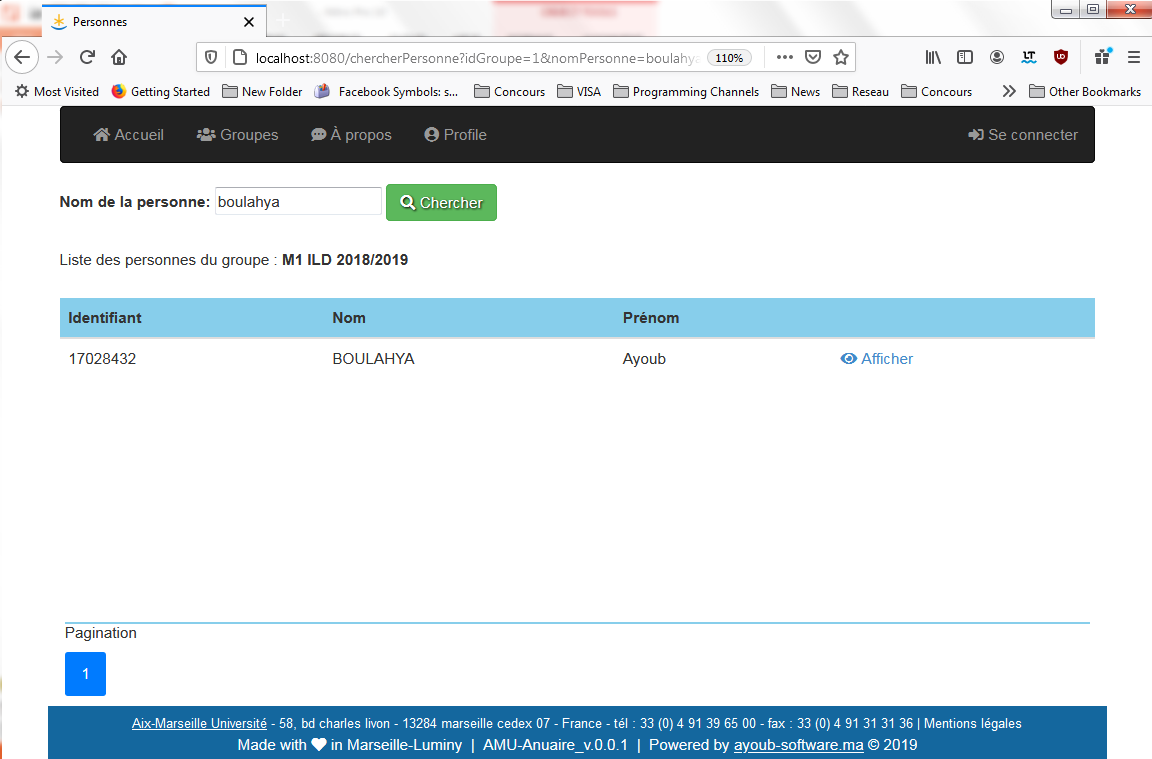 Personnes
localhost:8080/chercherPersonne?idGroupe=1&nomPersonne=boulahy
110%
Most Visited Getting Started New Folder Facebook Symbols: s... Concours VISA Programming Channels News Reseau Concours Other Bookmarks
Accueil Groupes À propos Profile Se connecter
Nom de la personne: boulahya Chercher
Liste des personnes du groupe : M1 ILD 2018/2019
Identifiant Nom Prénom
17028432 BOULAHYA Ayoub Afficher
Pagination
1
Aix-Marseille Université - 58, bd charles livon - 13284 marseille cedex 07 - France - tél : 33 (0) 4 91 39 65 00 - fax : 33 (0) 4 91 31 31 36 | Mentions légales
Made with ♥ in Marseille-Luminy | AMU-Anuaire_v.0.0.1 | Powered by ayoub-software.ma © 2019